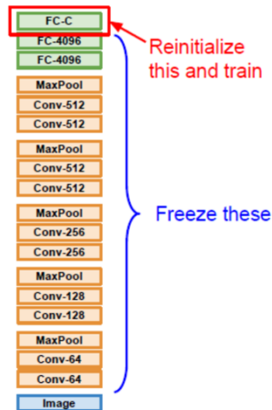 FC-C
FC-4096
FC-4096
Reinitialize
this and train
MaxPool
Conv-512
Conv-512
MaxPool
Conv-512
Conv-512
MaxPool
Conv-256
Conv-256
Freeze these
MaxPool
Conv-128
Conv-128
MaxPool
Conv-64
Conv-64
Image